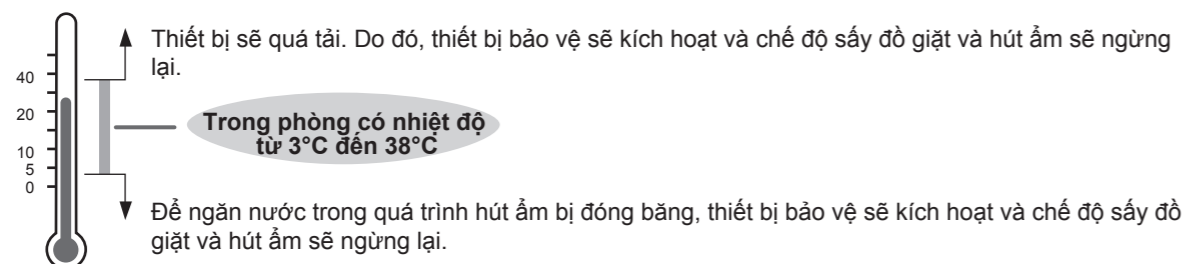 Thiết bị sẽ quá tải. Do đó, thiết bị bảo vệ sẽ kích hoạt và chế độ sấy đồ giặt và hút ẩm sẽ ngừng
lại.
40
20
10
5
0
Trong phòng có nhiệt độ
từ 3°C đến 38°C
Để ngăn nước trong quá trình hút ẩm bị đóng băng, thiết bị bảo vệ sẽ kích hoạt và chế độ sấy đồ
giặt và hút ẩm sẽ ngừng lại.